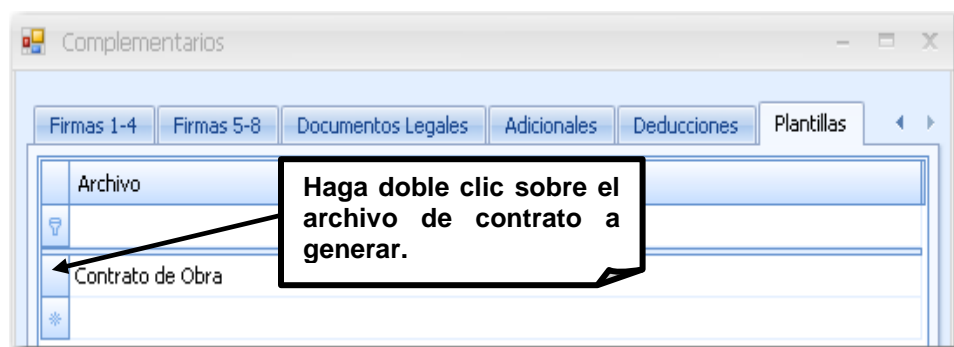 Complementarios
Firmas 1-4 Firmas 5-8 Documentos Legales Adicionales Deducciones Plantillas
Archivo
Haga doble clic sobre el
archivo de contrato a
generar.
Contrato de Obra